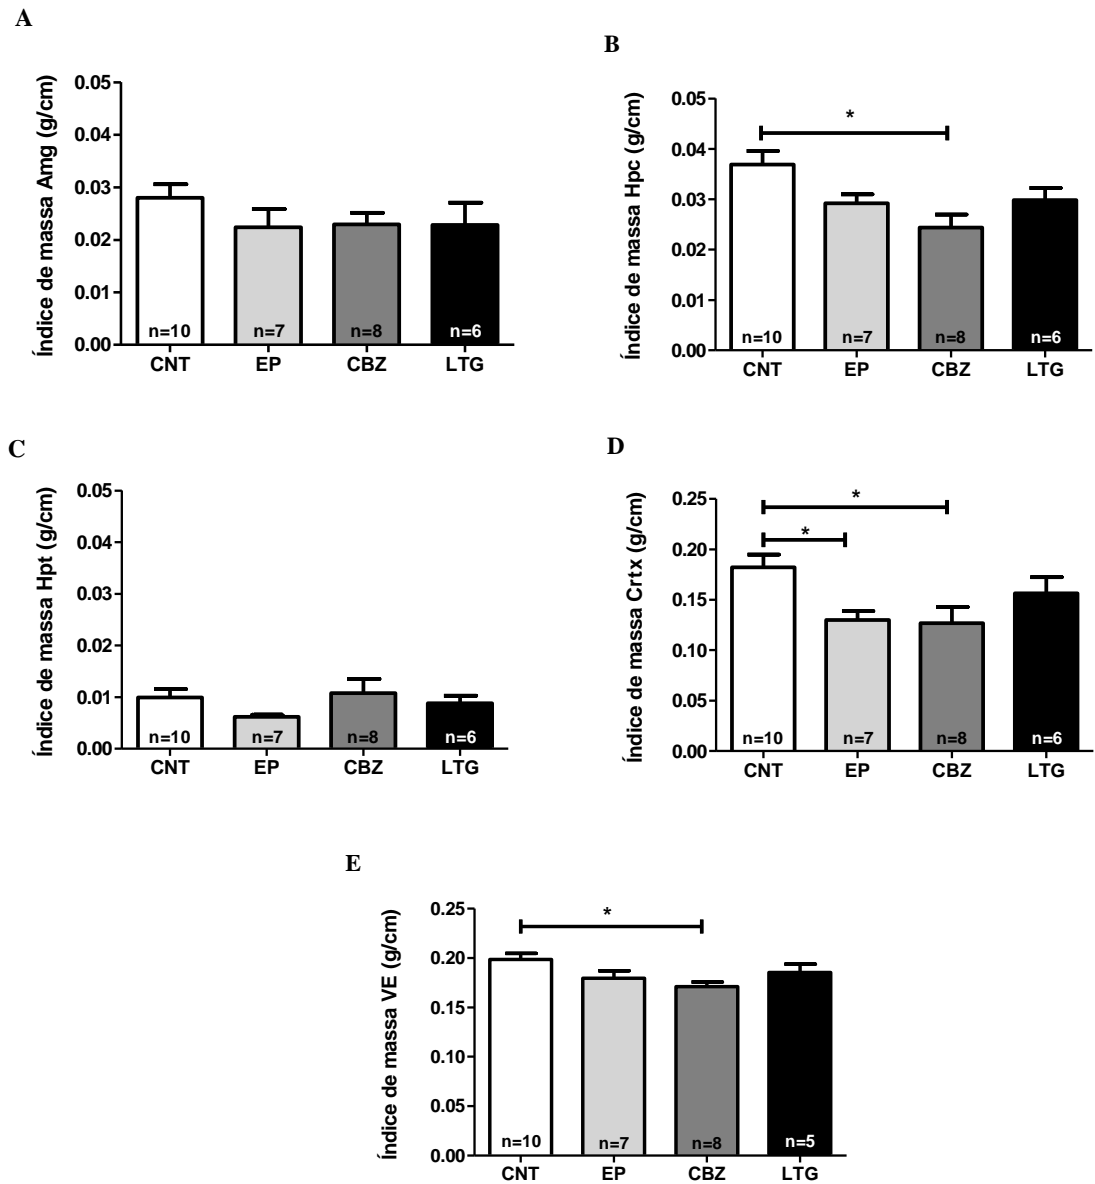 A
Índice de massa Amg (g/cm)
0.05
0.04
0.03
0.02
0.01
0.00
n=10 n=7 n=8 n=6
CNT EP CBZ LTG
B
Índice de massa Hpc (g/cm)
0.05
0.04
0.03
0.02
0.01
0.00
*
n=10 n=7 n=8 n=6
CNT EP CBZ LTG
C
Índice de massa Hpt (g/cm)
0.05
0.04
0.03
0.02
0.01
0.00
n=10 n=7 n=8 n=6
CNT EP CBZ LTG
D
Índice de massa Crtx (g/cm)
0.25
0.20
0.15
0.10
0.05
0.00
*
*
n=10 n=7 n=8 n=6
CNT EP CBZ LTG
E
Índice de massa VE (g/cm)
0.25
0.20
0.15
0.10
0.05
0.00
*
n=10 n=7 n=8 n=5
CNT EP CBZ LTG